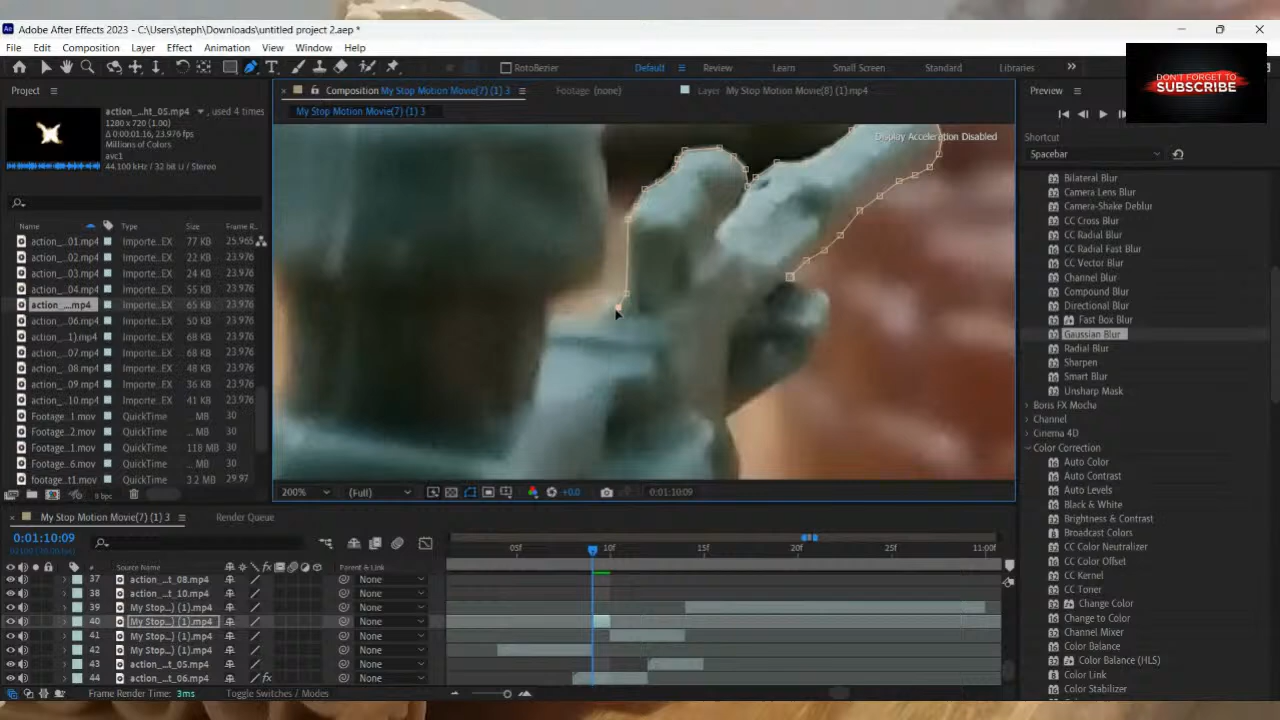 Adobe After Effects 2023 - C:\Users\steph\Downloads\untitled project 2.aep *
File Edit Composition Layer Effect Animation View Window Help
RotoBezier Default Review Learn Small Screen Standard Libraries
DON'T FORGET TO
SUBSCRIBE
Project
Composition My Stop Motion Movie(7) (1) 3 Footage (none) Layer My Stop Motion Movie(8) (1).mp4
Preview
My Stop Motion Movie(7) (1) 3
action_...ht_05.mp4 , used 4 times
1280 x 720 (1.00)
Δ 0:00:01:16, 23.976 fps
Millions of Colors
avc1
44.100 kHz / 32 bit U / Stereo
Display Acceleration Disabled
Shortcut
Spacebar
Name Type Size Frame R...
action_...01.mp4 Importe...EX 77 KB 25.965
action_...02.mp4 Importe...EX 22 KB 23.976
action_...03.mp4 Importe...EX 24 KB 23.976
action_...04.mp4 Importe...EX 55 KB 23.976
action_....mp4 Importe...EX 65 KB 23.976
action_...06.mp4 Importe...EX 50 KB 23.976
action_...1).mp4 Importe...EX 68 KB 23.976
action_...07.mp4 Importe...EX 68 KB 23.976
action_...08.mp4 Importe...EX 48 KB 23.976
action_...09.mp4 Importe...EX 36 KB 23.976
action_...10.mp4 Importe...EX 41 KB 23.976
Footage...1.mov QuickTime ... MB 30
Footage...2.mov QuickTime ... MB 30
Footage...1.mov QuickTime 118 MB 30
Footage...6.mov QuickTime ... MB 30
footage...t1.mov QuickTime 3.2 MB 29.97
8 bpc
Bilateral Blur
Camera Lens Blur
Camera-Shake Deblur
CC Cross Blur
CC Radial Blur
CC Radial Fast Blur
CC Vector Blur
Channel Blur
Compound Blur
Directional Blur
Fast Box Blur
Gaussian Blur
Radial Blur
Sharpen
Smart Blur
Unsharp Mask
Boris FX Mocha
Channel
Cinema 4D
Color Correction
Auto Color
Auto Contrast
Auto Levels
Black & White
Brightness & Contrast
Broadcast Colors
CC Color Neutralizer
CC Color Offset
CC Kernel
CC Toner
Change Color
Change to Color
Channel Mixer
Color Balance
Color Balance (HLS)
Color Link
Color Stabilizer
200% (Full) +0.0 0:01:10:09
My Stop Motion Movie(7) (1) 3 Render Queue
0:01:10:09
05f 10f 15f 20f 25f 11:00f
# Source Name Parent & Link
37 action_...t_08.mp4 None
38 action_...t_10.mp4 None
39 My Stop...) (1).mp4 None
40 My Stop...) (1).mp4 None
41 My Stop...) (1).mp4 None
42 My Stop...) (1).mp4 None
43 action_...t_05.mp4 None
44 action_...t_06.mp4 fx None
Frame Render Time: 3ms Toggle Switches / Modes